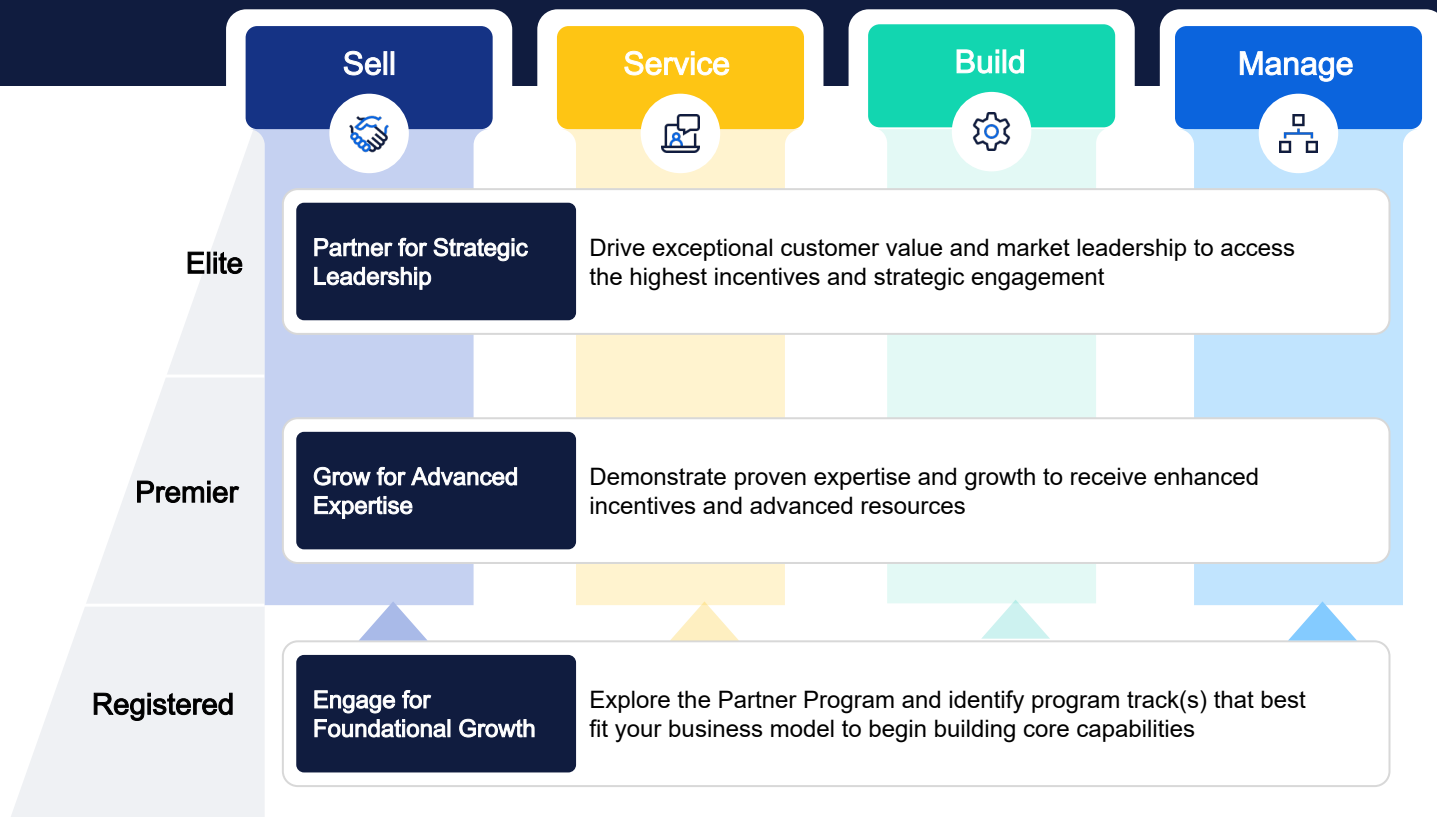 Sell
Service
Build
Manage
Elite
Partner for Strategic
Leadership
Drive exceptional customer value and market leadership to access
the highest incentives and strategic engagement
Premier
Grow for Advanced
Expertise
Demonstrate proven expertise and growth to receive enhanced
incentives and advanced resources
Registered
Engage for
Foundational Growth
Explore the Partner Program and identify program track(s) that best
fit your business model to begin building core capabilities